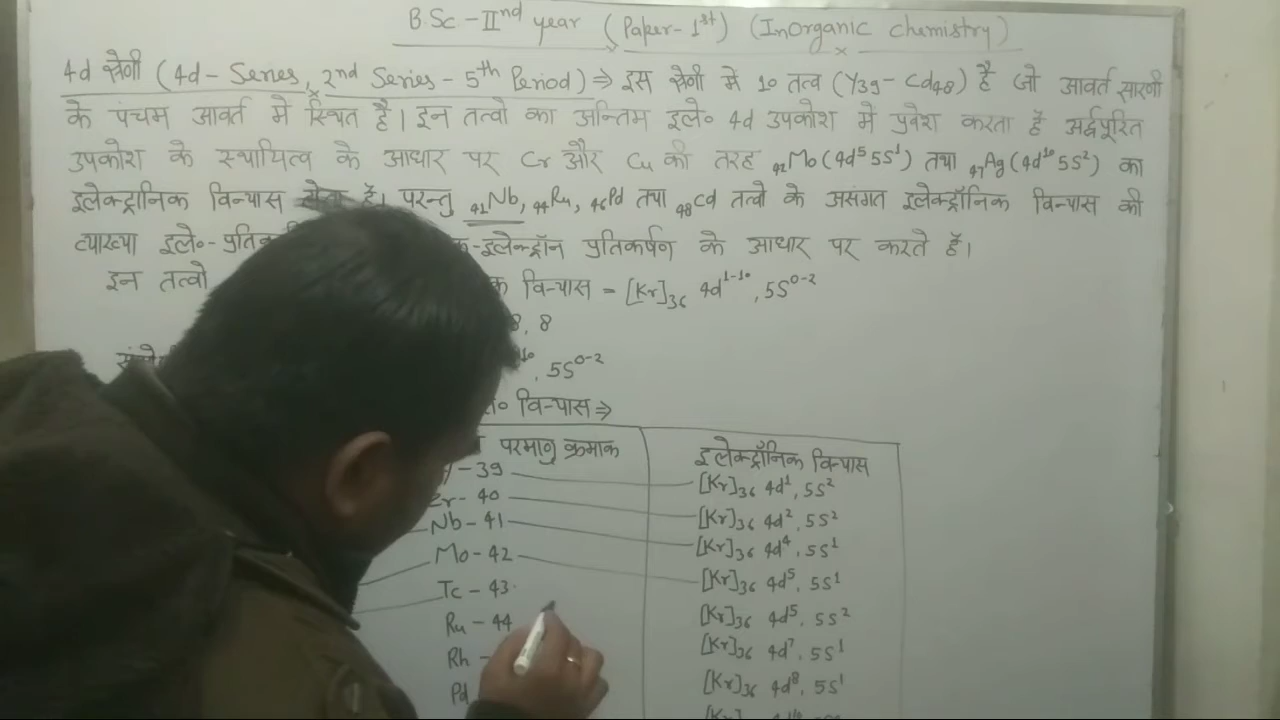 B.Sc - IInd year (Paper - 1st) (InOrganic chemistry)
4d श्रेणी (4d - Series, 2nd Series - 5th Period) ⇒ इस श्रेणी में 10 तत्व (Y39 - Cd48) है जो आवर्त सारणी
के पंचम आवर्त में स्थित है। इन तत्वो का अन्तिम इले० 4d उपकोश में प्रवेश करता हैं अर्द्धपूरित
उपकोश के स्थायित्व के आधार पर Cr और Cu की तरह 42Mo(4d⁵5S¹) तथा 47Ag(4d¹⁰5S²) का
इलेक्ट्रानिक विन्यास होता है। परन्तु 41Nb, 44Ru, 46Pd तथा 48Cd तत्वो के असंगत इलेक्ट्रॉनिक विन्यास की
व्याख्या इले०-प्रति -इलेक्ट्रॉन प्रतिकर्षण के आधार पर करते हैं।
इन तत्वो विन्यास = [Kr]36 4d¹⁻¹⁰, 5S⁰⁻²
8, 8
10, 5S⁰⁻²
विन्यास ⇒
परमाणु क्रमाक इलेक्ट्रॉनिक विन्यास
- 39 [Kr]36 4d¹, 5S²
Zr - 40 [Kr]36 4d², 5S²
Nb - 41 [Kr]36 4d⁴, 5S¹
Mo - 42 [Kr]36 4d⁵, 5S¹
Tc - 43 [Kr]36 4d⁵, 5S²
Ru - 44 [Kr]36 4d⁷, 5S¹
Rh - [Kr]36 4d⁸, 5S¹
Pd